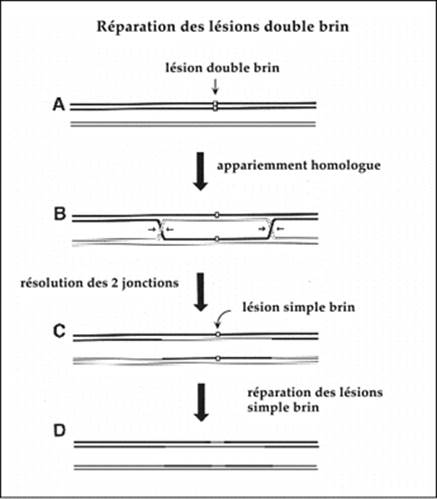 Réparation des lésions double brin
lésion double brin
A
appariemment homologue
B
résolution des 2 jonctions
lésion simple brin
C
réparation des lésions
simple brin
D